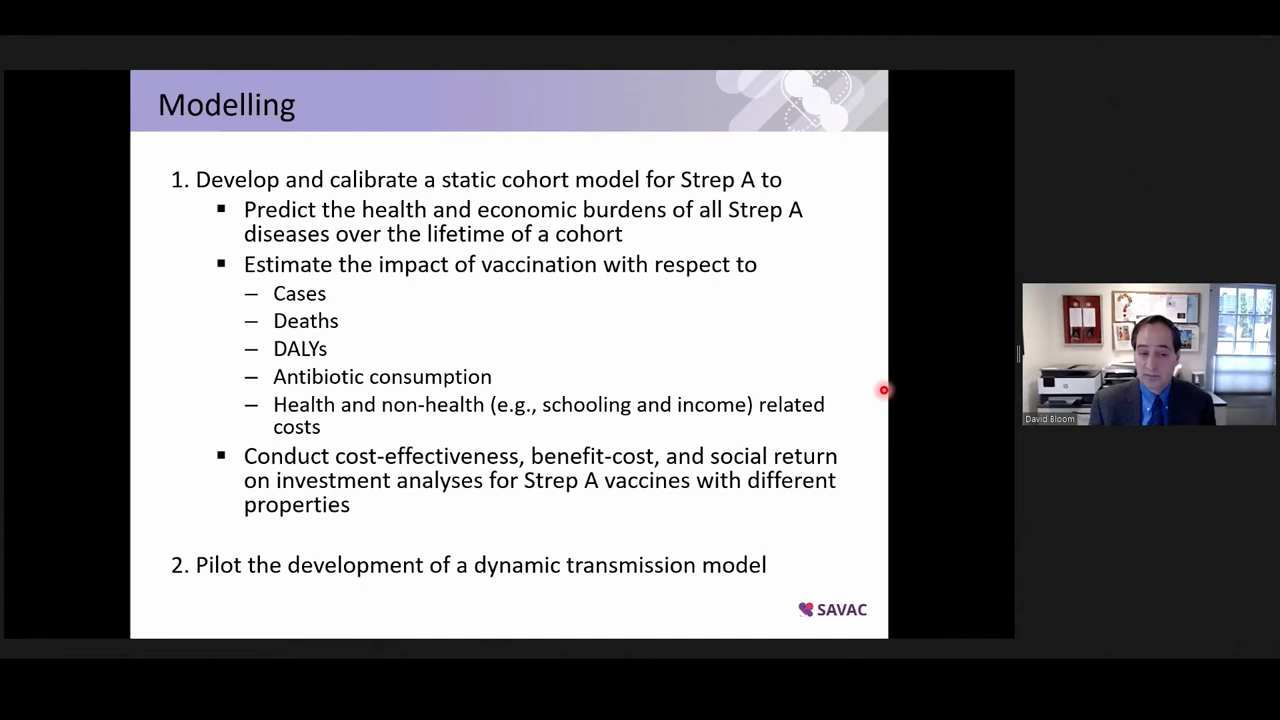 Modelling
1. Develop and calibrate a static cohort model for Strep A to
▪ Predict the health and economic burdens of all Strep A
diseases over the lifetime of a cohort
▪ Estimate the impact of vaccination with respect to
– Cases
– Deaths
– DALYs
– Antibiotic consumption
– Health and non-health (e.g., schooling and income) related
costs
▪ Conduct cost-effectiveness, benefit-cost, and social return
on investment analyses for Strep A vaccines with different
properties
2. Pilot the development of a dynamic transmission model
SAVAC
David Bloom